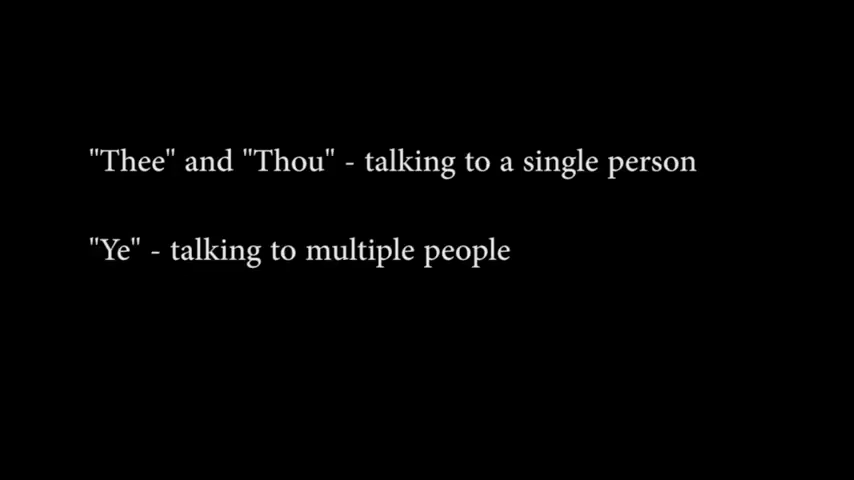 "Thee" and "Thou" - talking to a single person
"Ye" - talking to multiple people